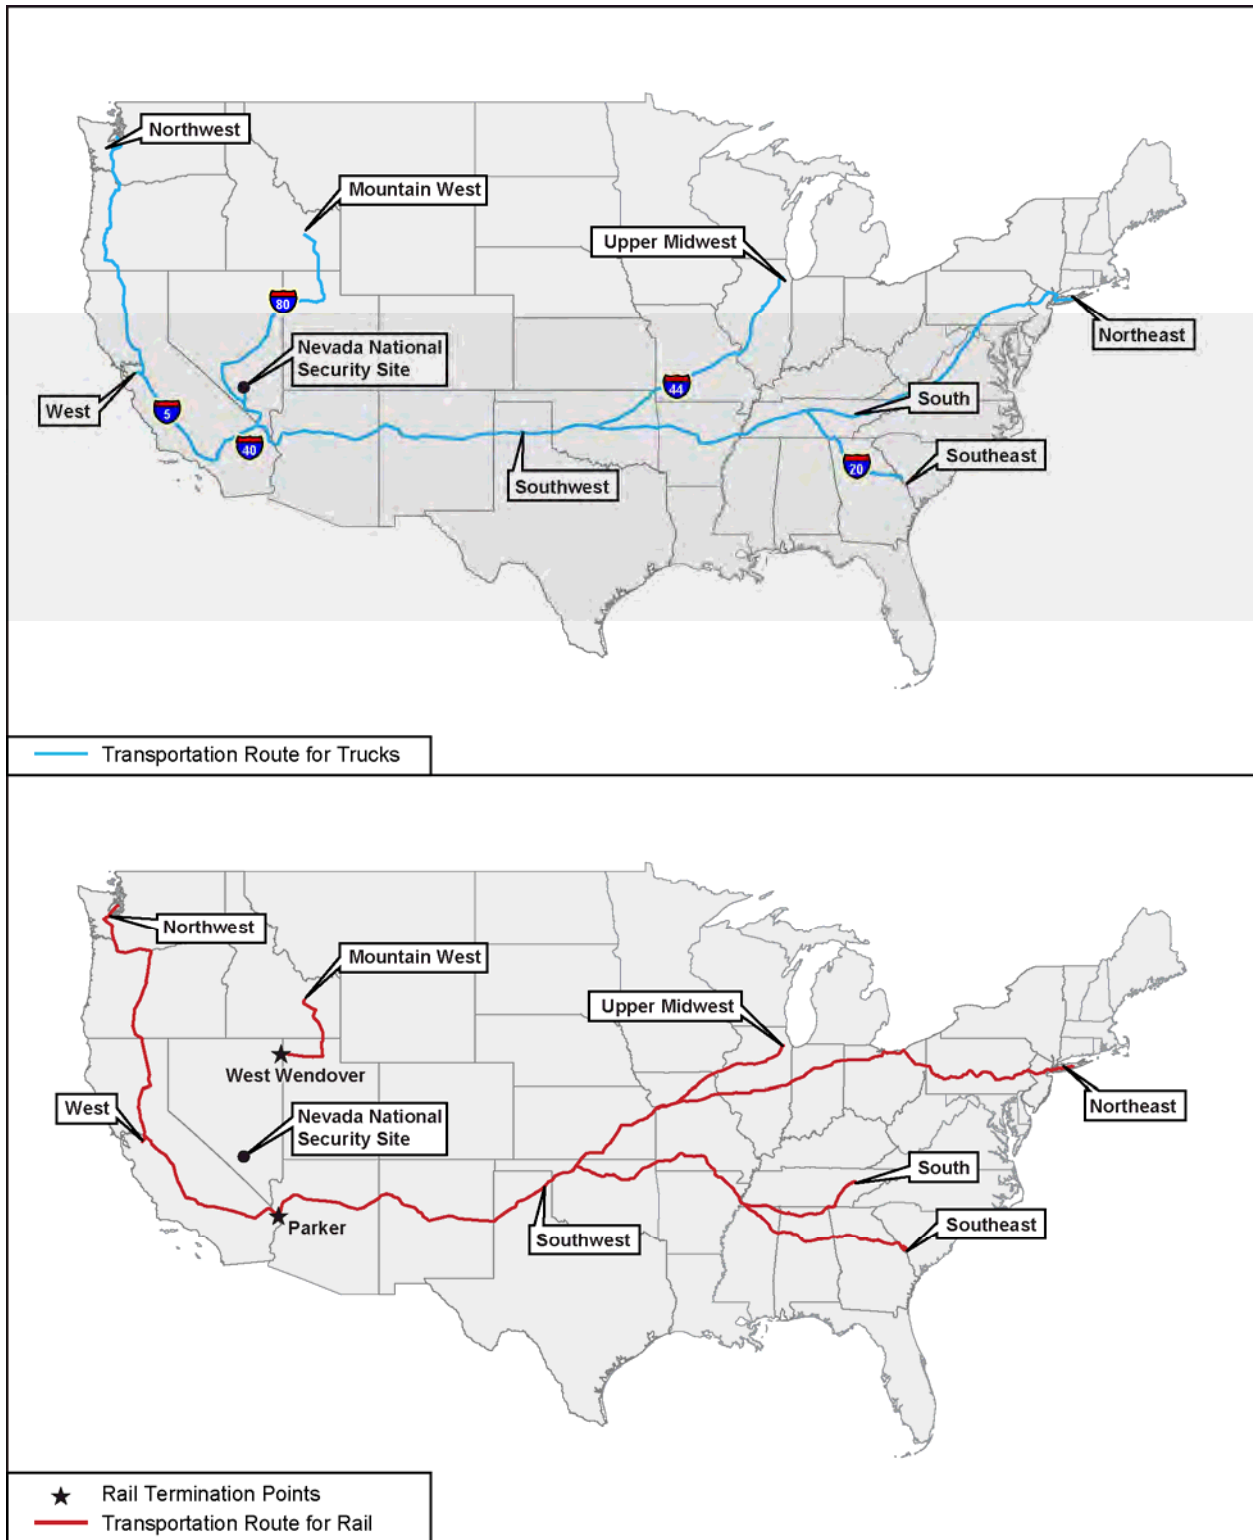 Northwest
Mountain West
Upper Midwest
80
Nevada National
Security Site
Northeast
44
West
5
South
40
20
Southeast
Southwest
Transportation Route for Trucks
Northwest
Mountain West
Upper Midwest
West Wendover
West
Nevada National
Security Site
Northeast
South
Parker
Southwest
Southeast
Rail Termination Points
Transportation Route for Rail